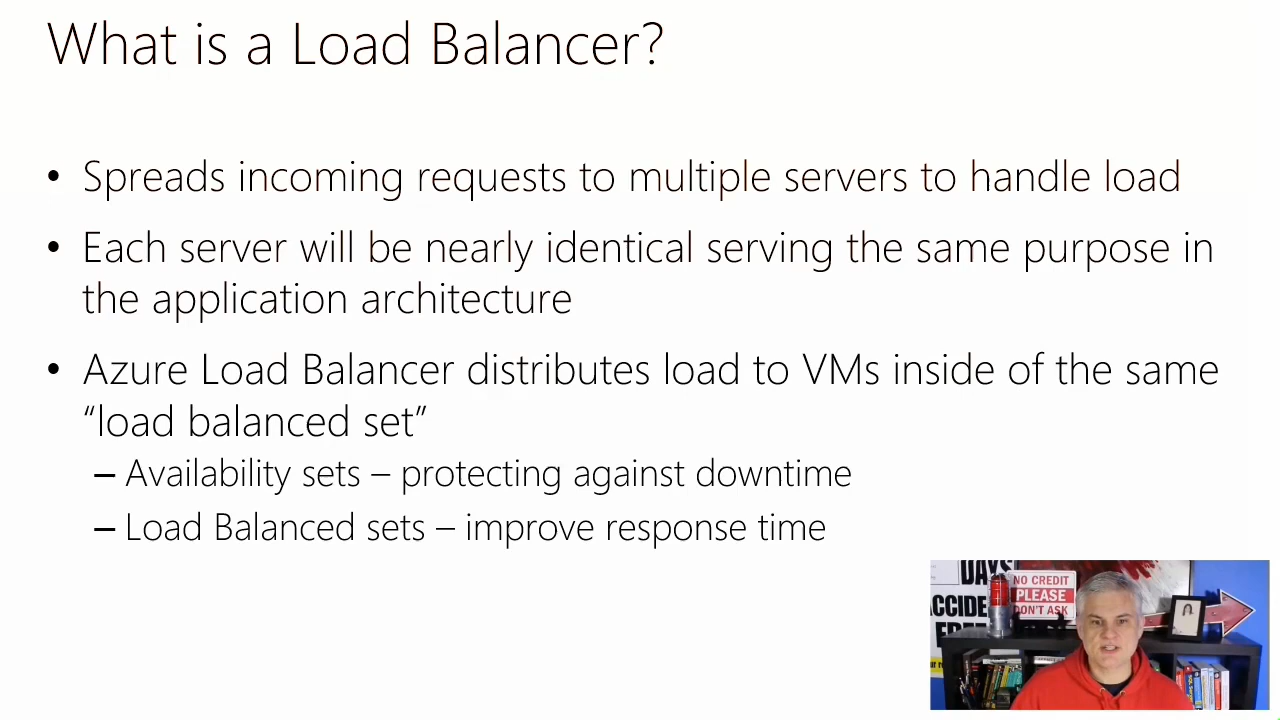 What is a Load Balancer?
• Spreads incoming requests to multiple servers to handle load
• Each server will be nearly identical serving the same purpose in
the application architecture
• Azure Load Balancer distributes load to VMs inside of the same
“load balanced set”
– Availability sets – protecting against downtime
– Load Balanced sets – improve response time
DAYS
ACCIDE
FREE
NO CREDIT
PLEASE
DON'T ASK